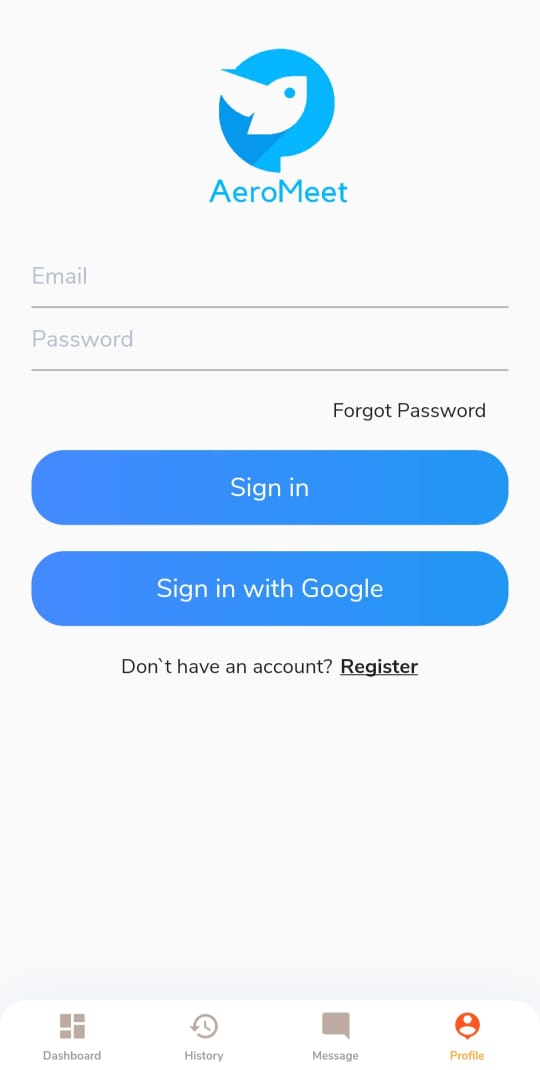 AeroMeet
Email
Password
Forgot Password
Sign in
Sign in with Google
Don`t have an account? Register
Dashboard History Message Profile